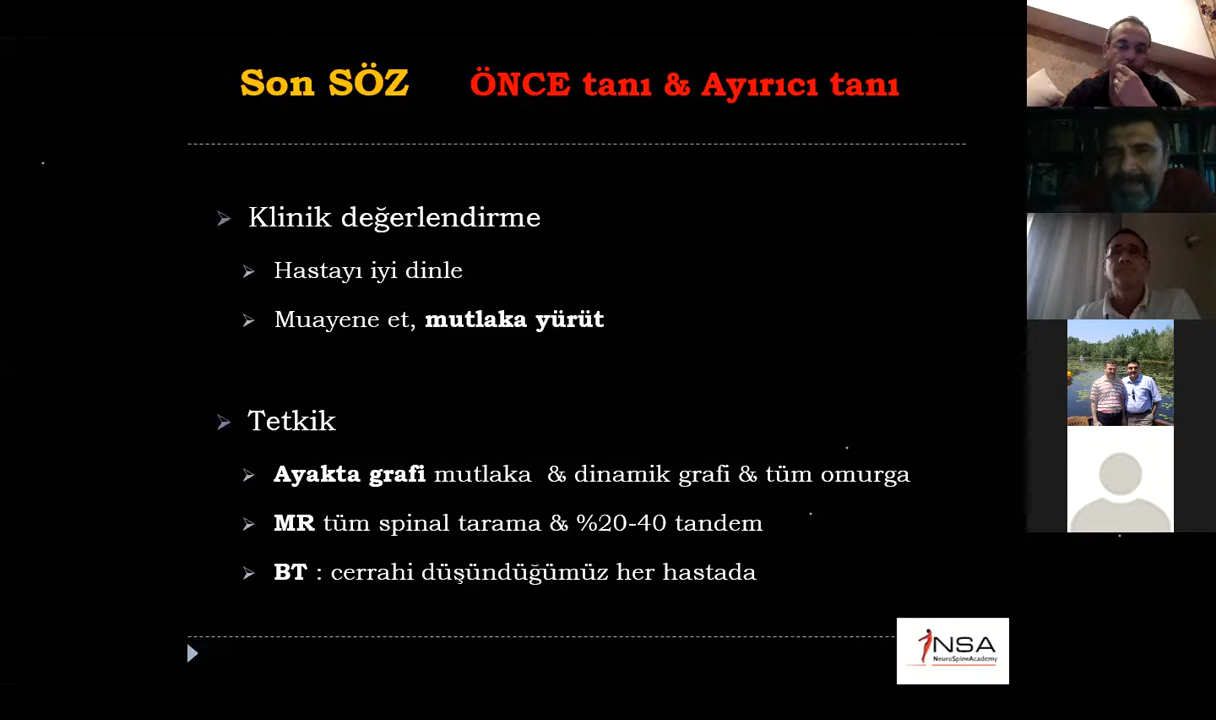 Son SÖZ ÖNCE tanı & Ayırıcı tanı
Klinik değerlendirme
Hastayı iyi dinle
Muayene et, mutlaka yürüt
Tetkik
Ayakta grafi mutlaka & dinamik grafi & tüm omurga
MR tüm spinal tarama & %20-40 tandem
BT : cerrahi düşündüğümüz her hastada
NSA
NeuroSpineAcademy